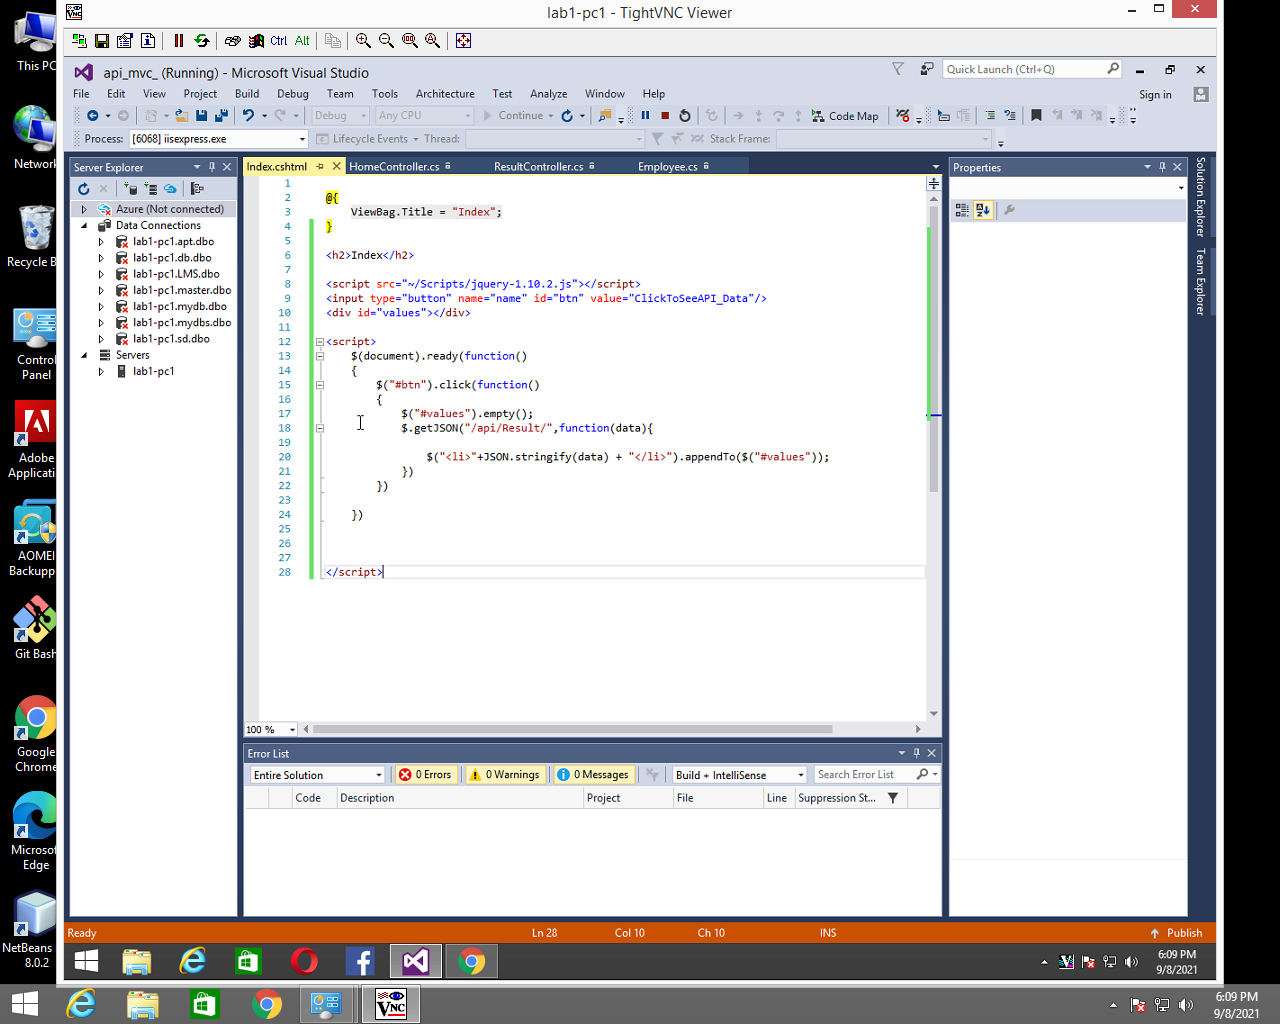 lab1-pc1 - TightVNC Viewer
Ctrl Alt
api_mvc_ (Running) - Microsoft Visual Studio
Quick Launch (Ctrl+Q)
File Edit View Project Build Debug Team Tools Architecture Test Analyze Window Help
Sign in
Debug Any CPU Continue Code Map
Process: [6068] iisexpress.exe Lifecycle Events Thread: Stack Frame:
Server Explorer
Azure (Not connected)
Data Connections
lab1-pc1.apt.dbo
lab1-pc1.db.dbo
lab1-pc1.LMS.dbo
lab1-pc1.master.dbo
lab1-pc1.mydb.dbo
lab1-pc1.mydbs.dbo
lab1-pc1.sd.dbo
Servers
lab1-pc1
Index.cshtml HomeController.cs ResultController.cs Employee.cs
1
2 @{
3 ViewBag.Title = "Index";
4 }
5
6 <h2>Index</h2>
7
8 <script src="~/Scripts/jquery-1.10.2.js"></script>
9 <input type="button" name="name" id="btn" value="ClickToSeeAPI_Data"/>
10 <div id="values"></div>
11
12 <script>
13 $(document).ready(function()
14 {
15 $("#btn").click(function()
16 {
17 $("#values").empty();
18 $.getJSON("/api/Result/",function(data){
19
20 $("<li>"+JSON.stringify(data) + "</li>").appendTo($("#values"));
21 })
22 })
23
24 })
25
26
27
28 </script>
100 %
Error List
Entire Solution 0 Errors 0 Warnings 0 Messages Build + IntelliSense Search Error List
Code Description Project File Line Suppression St...
Properties
Solution Explorer
Team Explorer
Ready Ln 28 Col 10 Ch 10 INS Publish
6:09 PM
9/8/2021
This PC
Network
Recycle B
Control
Panel
Adobe
Applicati
AOMEI
Backupp
Git Bash
Google
Chrome
Microsof
Edge
NetBeans
8.0.2
VNC
6:09 PM
9/8/2021